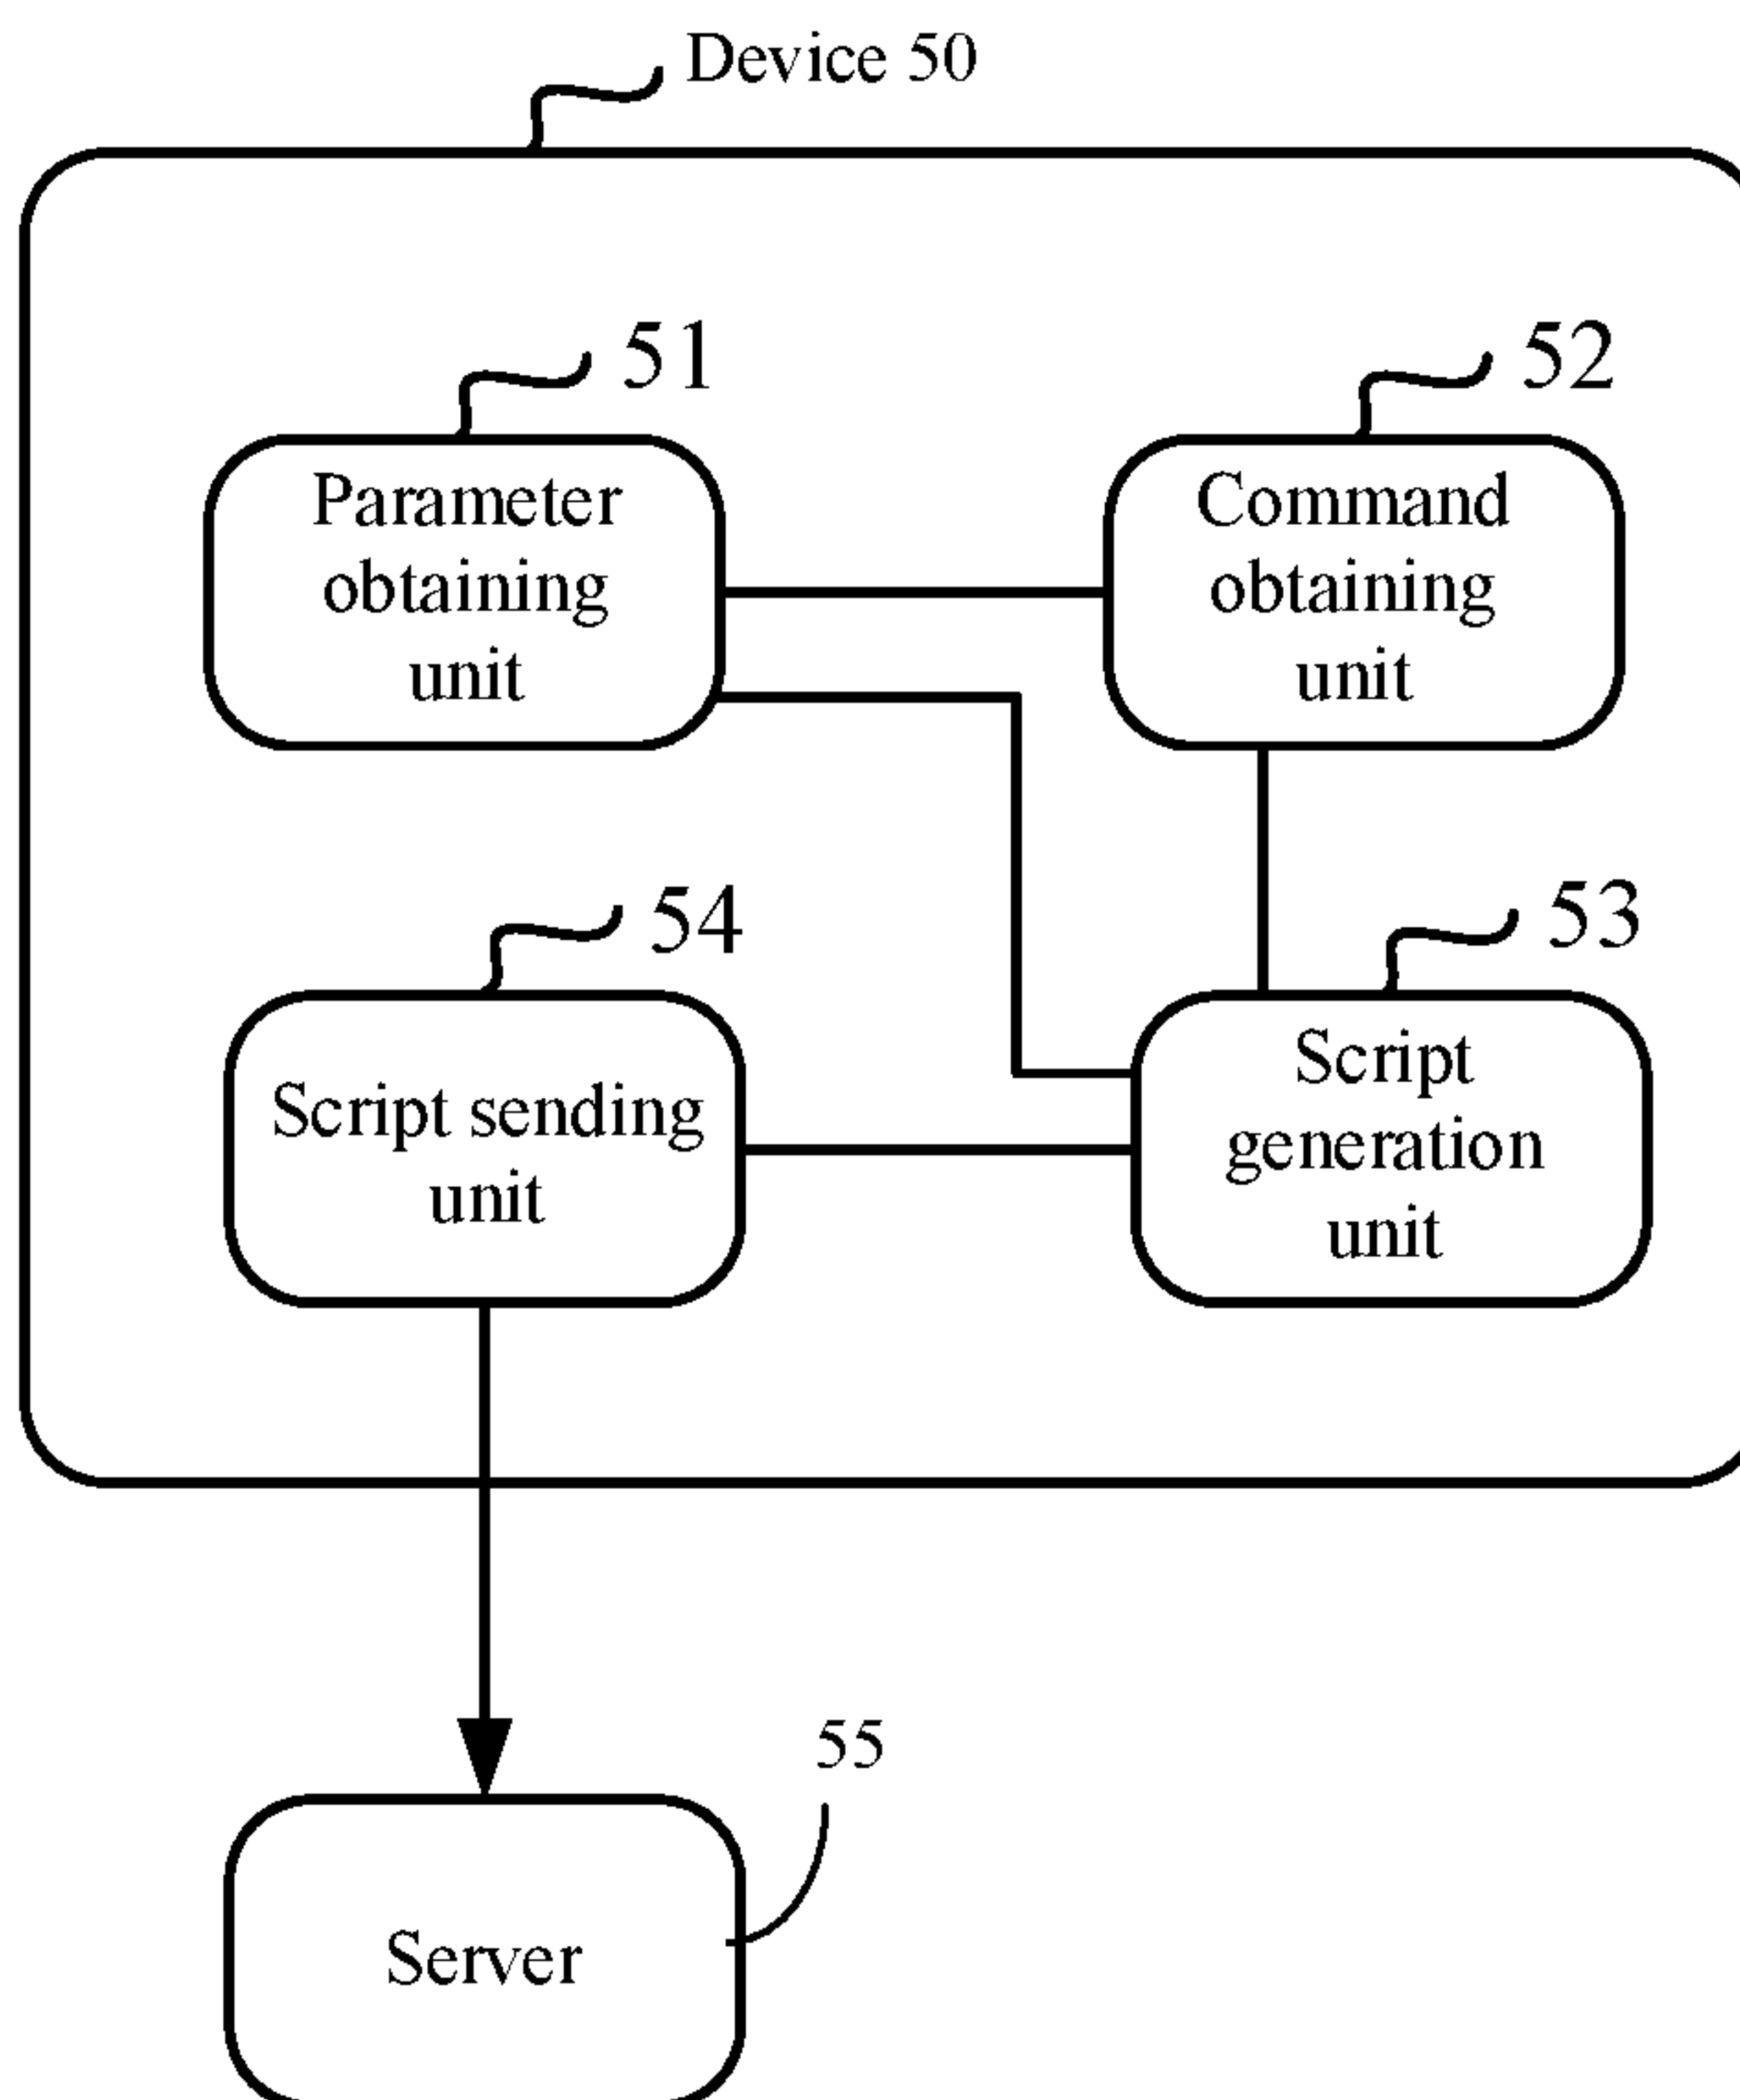 Device 50
51
Parameter
obtaining
unit
52
Command
obtaining
unit
54
Script sending
unit
53
Script
generation
unit
55
Server